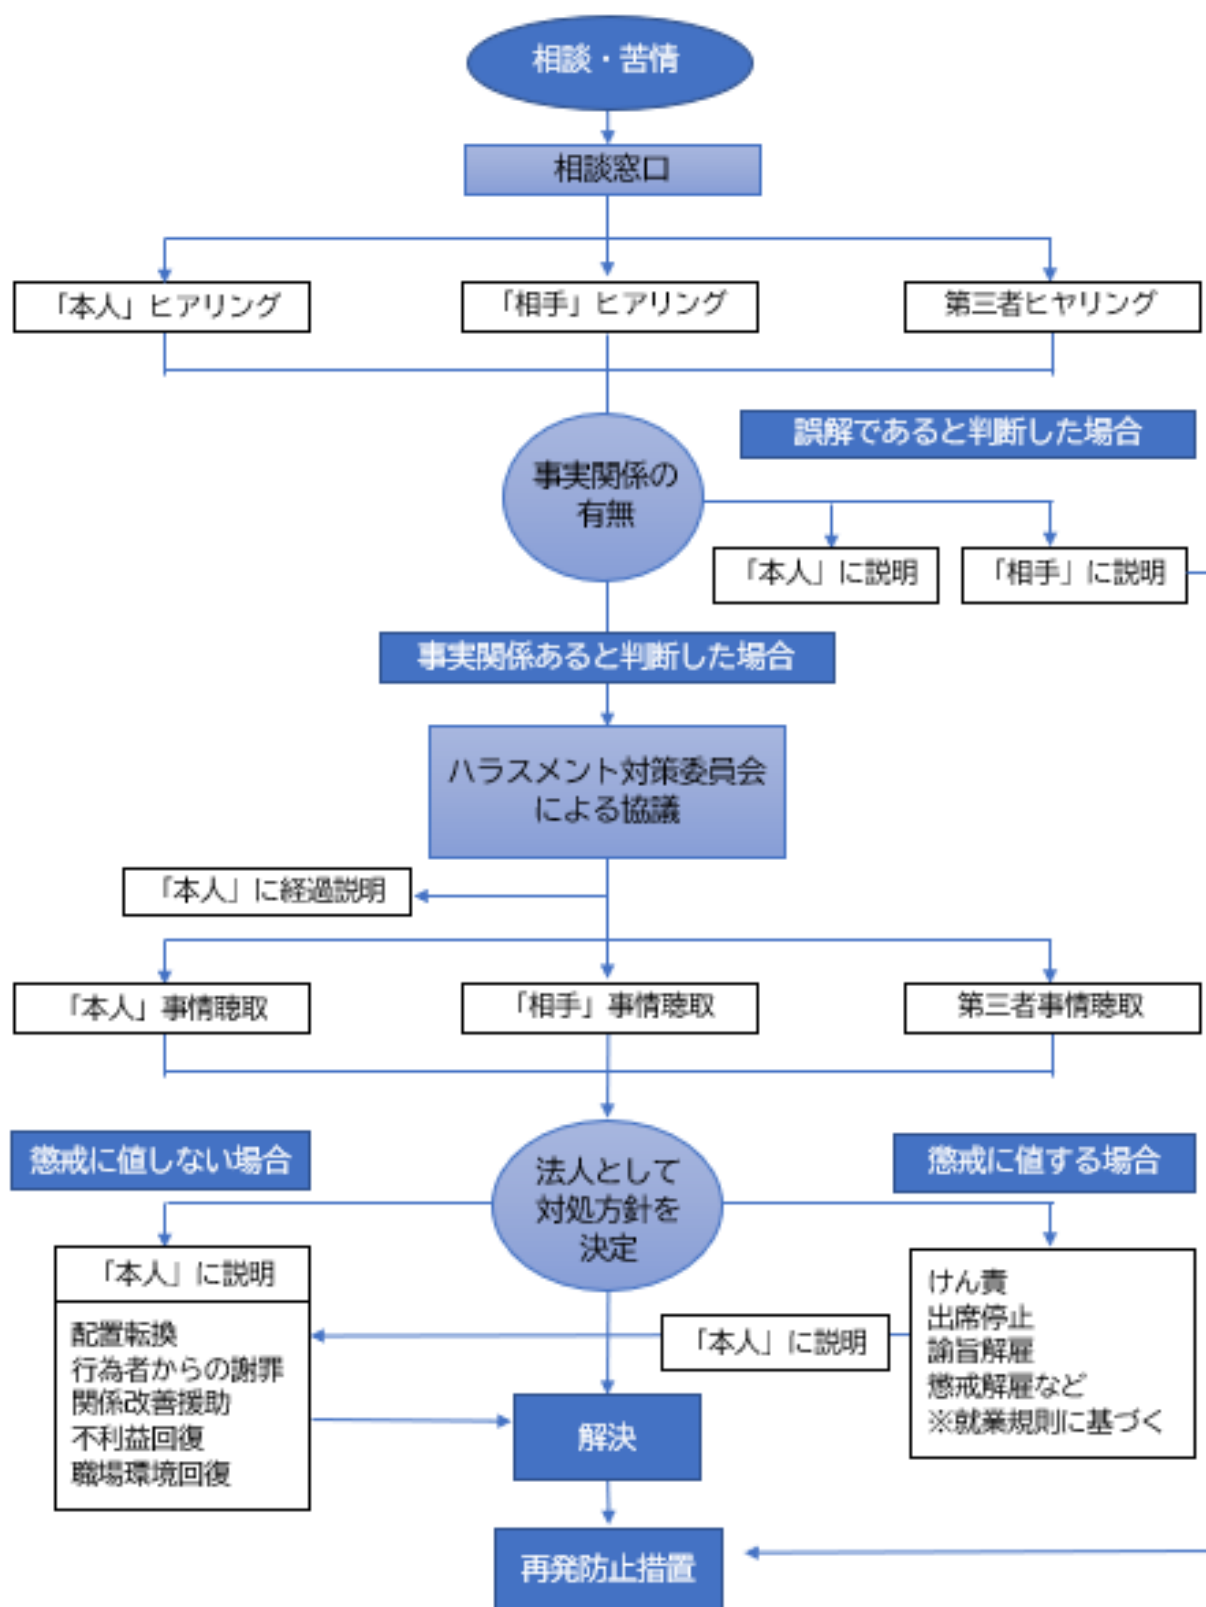 相談・苦情
相談窓口
「本人」ヒアリング
「相手」ヒアリング
第三者ヒヤリング
誤解であると判断した場合
事実関係の
有無
「本人」に説明
「相手」に説明
事実関係あると判断した場合
ハラスメント対策委員会
による協議
「本人」に経過説明
「本人」事情聴取
「相手」事情聴取
第三者事情聴取
懲戒に値しない場合
法人として
対処方針を
決定
懲戒に値する場合
「本人」に説明
配置転換
行為者からの謝罪
関係改善援助
不利益回復
職場環境回復
「本人」に説明
けん責
出席停止
諭旨解雇
懲戒解雇など
※就業規則に基づく
解決
再発防止措置